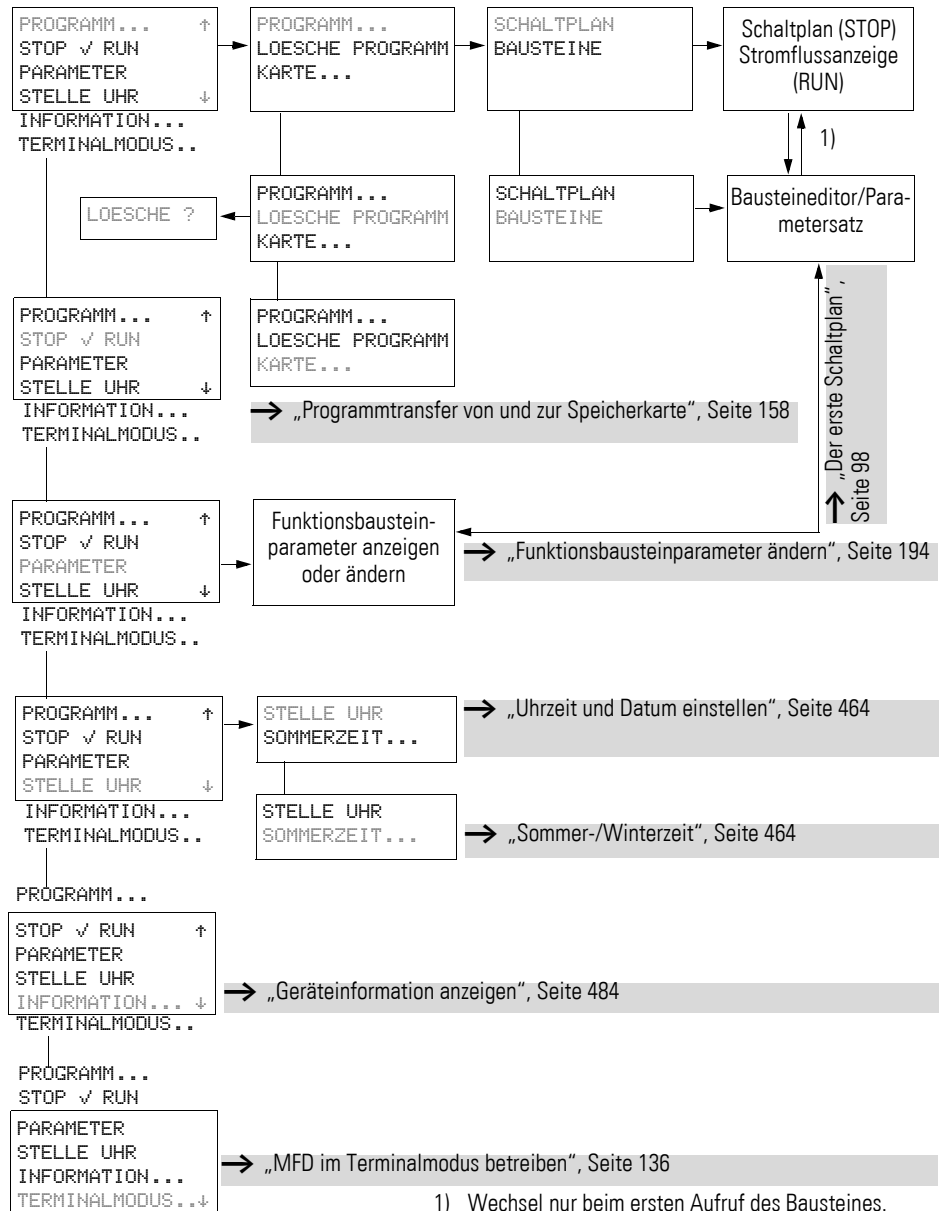 PROGRAMM... ↑
STOP √ RUN
PARAMETER
STELLE UHR ↓
INFORMATION...
TERMINALMODUS..
PROGRAMM...
LOESCHE PROGRAMM
KARTE...
SCHALTPLAN
BAUSTEINE
Schaltplan (STOP)
Stromflussanzeige
(RUN)
1)
LOESCHE ?
PROGRAMM...
LOESCHE PROGRAMM
KARTE...
SCHALTPLAN
BAUSTEINE
Bausteineditor/Para-
metersatz
PROGRAMM... ↑
STOP √ RUN
PARAMETER
STELLE UHR ↓
INFORMATION...
TERMINALMODUS..
PROGRAMM...
LOESCHE PROGRAMM
KARTE...
→ „Programmtransfer von und zur Speicherkarte“, Seite 158
→ „Der erste Schaltplan“,
Seite 98
PROGRAMM... ↑
STOP √ RUN
PARAMETER
STELLE UHR ↓
INFORMATION...
TERMINALMODUS..
Funktionsbaustein-
parameter anzeigen
oder ändern
→ „Funktionsbausteinparameter ändern“, Seite 194
PROGRAMM... ↑
STOP √ RUN
PARAMETER
STELLE UHR ↓
INFORMATION...
TERMINALMODUS..
STELLE UHR
SOMMERZEIT...
→ „Uhrzeit und Datum einstellen“, Seite 464
STELLE UHR
SOMMERZEIT...
→ „Sommer-/Winterzeit“, Seite 464
PROGRAMM...
STOP √ RUN ↑
PARAMETER
STELLE UHR
INFORMATION... ↓
TERMINALMODUS..
→ „Geräteinformation anzeigen“, Seite 484
PROGRAMM...
STOP √ RUN
PARAMETER
STELLE UHR
INFORMATION...
TERMINALMODUS..↓
→ „MFD im Terminalmodus betreiben“, Seite 136
1) Wechsel nur beim ersten Aufruf des Bausteines.